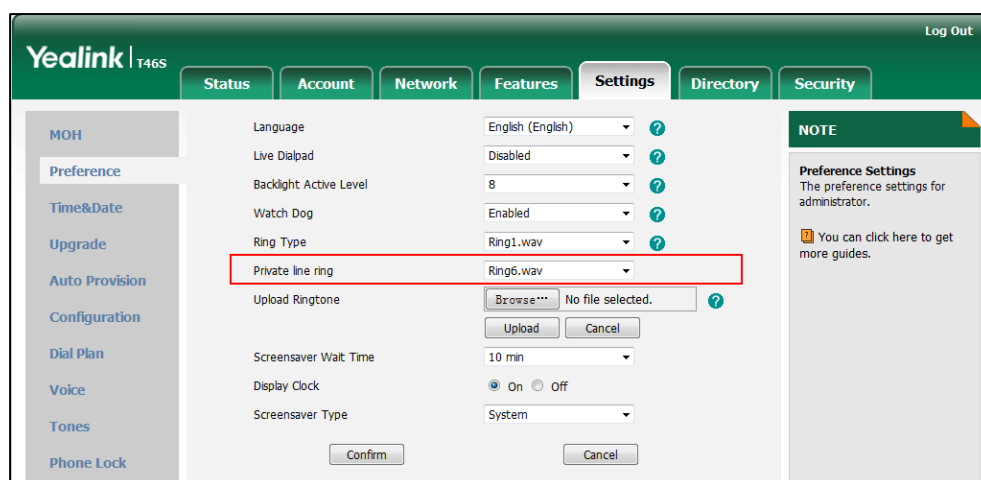 Log Out
Yealink | T46S
Status Account Network Features Settings Directory Security
MOH
Preference
Time&Date
Upgrade
Auto Provision
Configuration
Dial Plan
Voice
Tones
Phone Lock
Language English (English) ?
Live Dialpad Disabled ?
Backlight Active Level 8 ?
Watch Dog Enabled ?
Ring Type Ring1.wav ?
Private line ring Ring6.wav
Upload Ringtone Browse··· No file selected. ?
Upload Cancel
Screensaver Wait Time 10 min
Display Clock On Off
Screensaver Type System
Confirm Cancel
NOTE
Preference Settings
The preference settings for
administrator.
? You can click here to get
more guides.